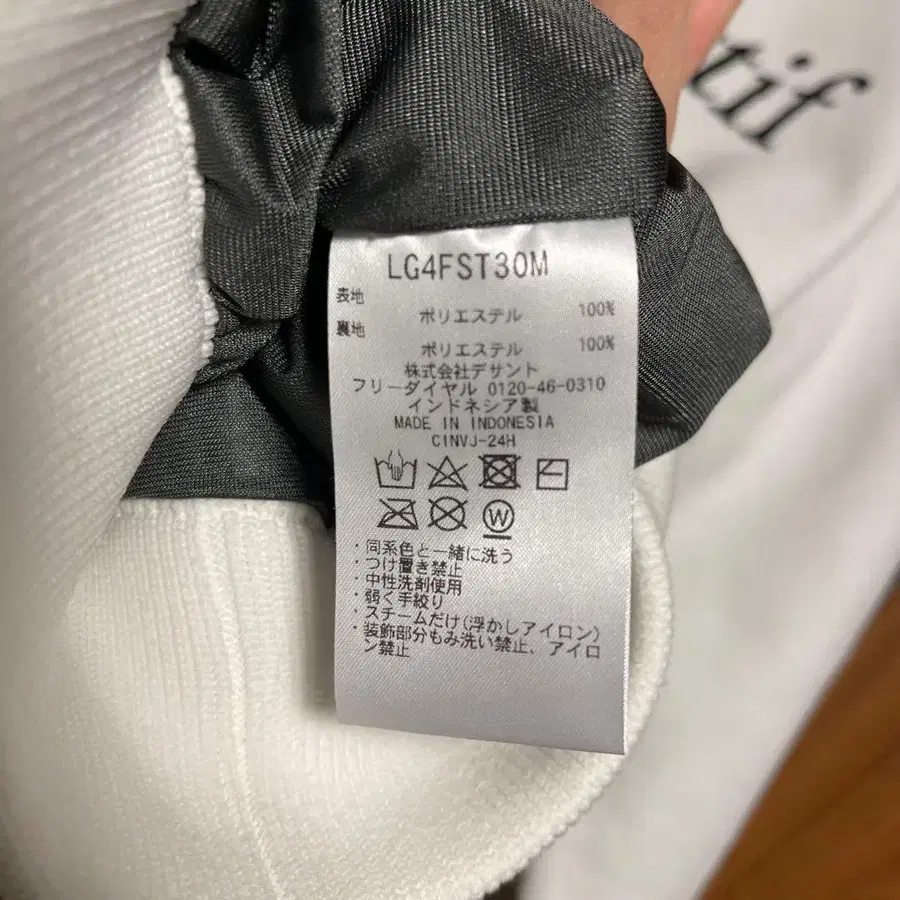 tif
LG4FST30M
表地
ポリエステル 100%
裏地
ポリエステル 100%
株式会社デサント
フリーダイヤル 0120-46-0310
インドネシア製
MADE IN INDONESIA
CINVJ-24H
W
・同系色と一緒に洗う
・つけ置き禁止
・中性洗剤使用
・弱く手絞り
・スチームだけ(浮かしアイロン)
・装飾部分もみ洗い禁止、アイロ
ン禁止